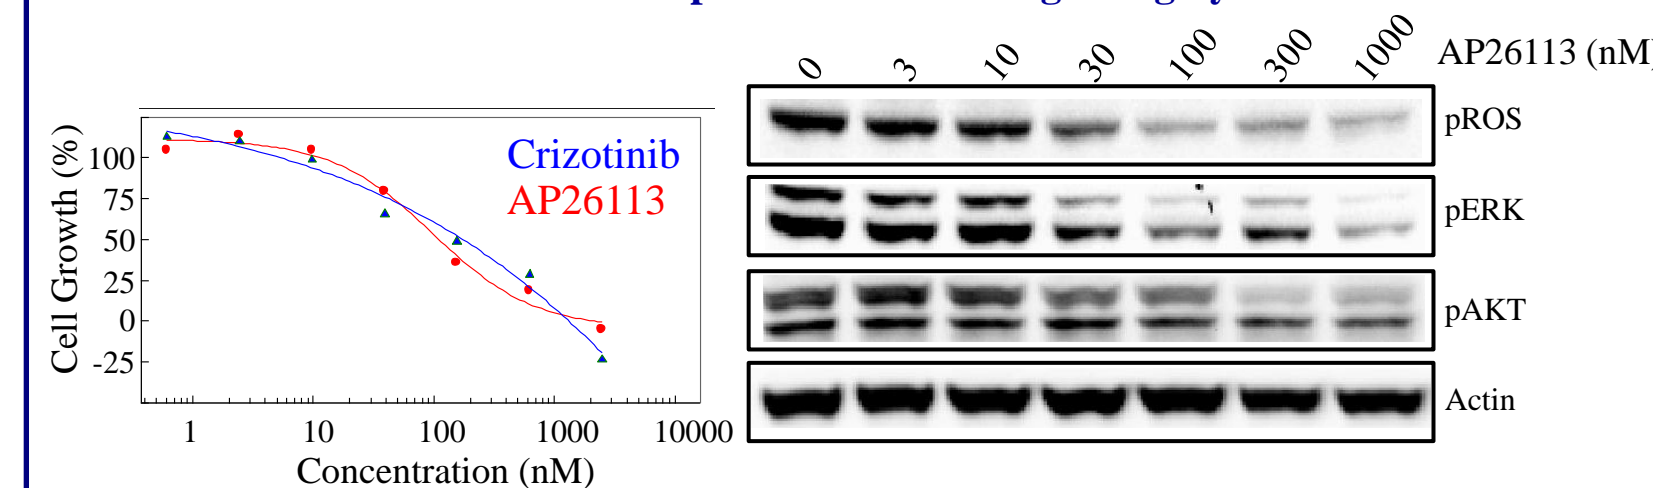 Crizotinib
AP26113
Cell Growth (%)
100
75
50
25
0
-25
1 10 100 1000 10000
Concentration (nM)
0 3 10 30 100 300 1000
AP26113 (nM)
pROS
pERK
pAKT
Actin